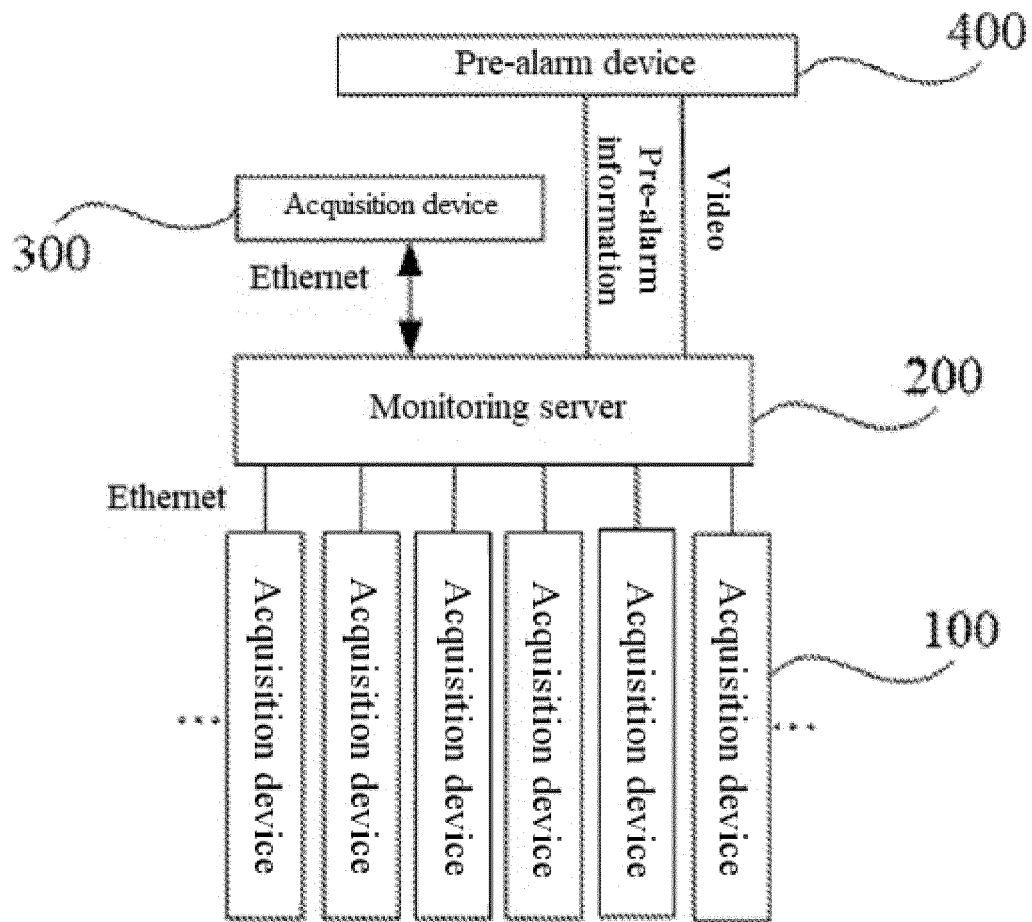 400
Pre-alarm device
Pre-alarm
information
Video
Acquisition device
300
Ethernet
200
Monitoring server
Ethernet
Acquisition device
Acquisition device
Acquisition device
Acquisition device
Acquisition device
Acquisition device
100
...
...